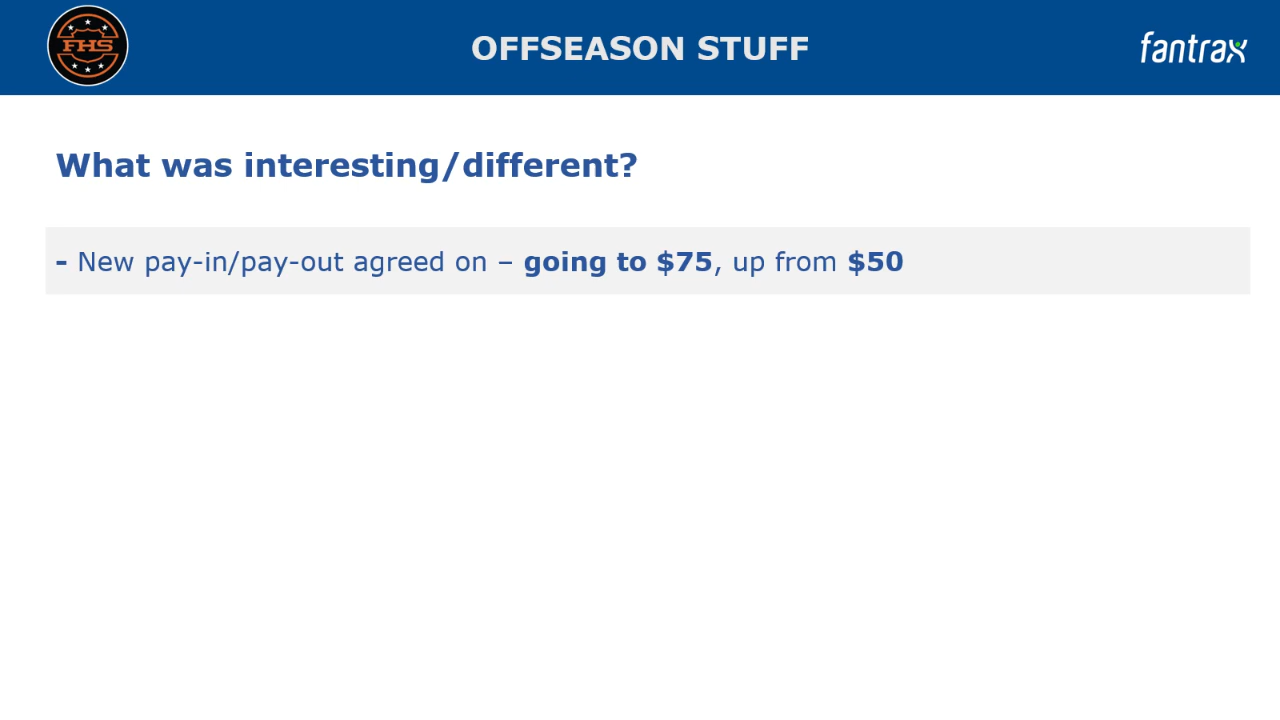 FHS
OFFSEASON STUFF
fantrax
What was interesting/different?
- New pay-in/pay-out agreed on – going to $75, up from $50